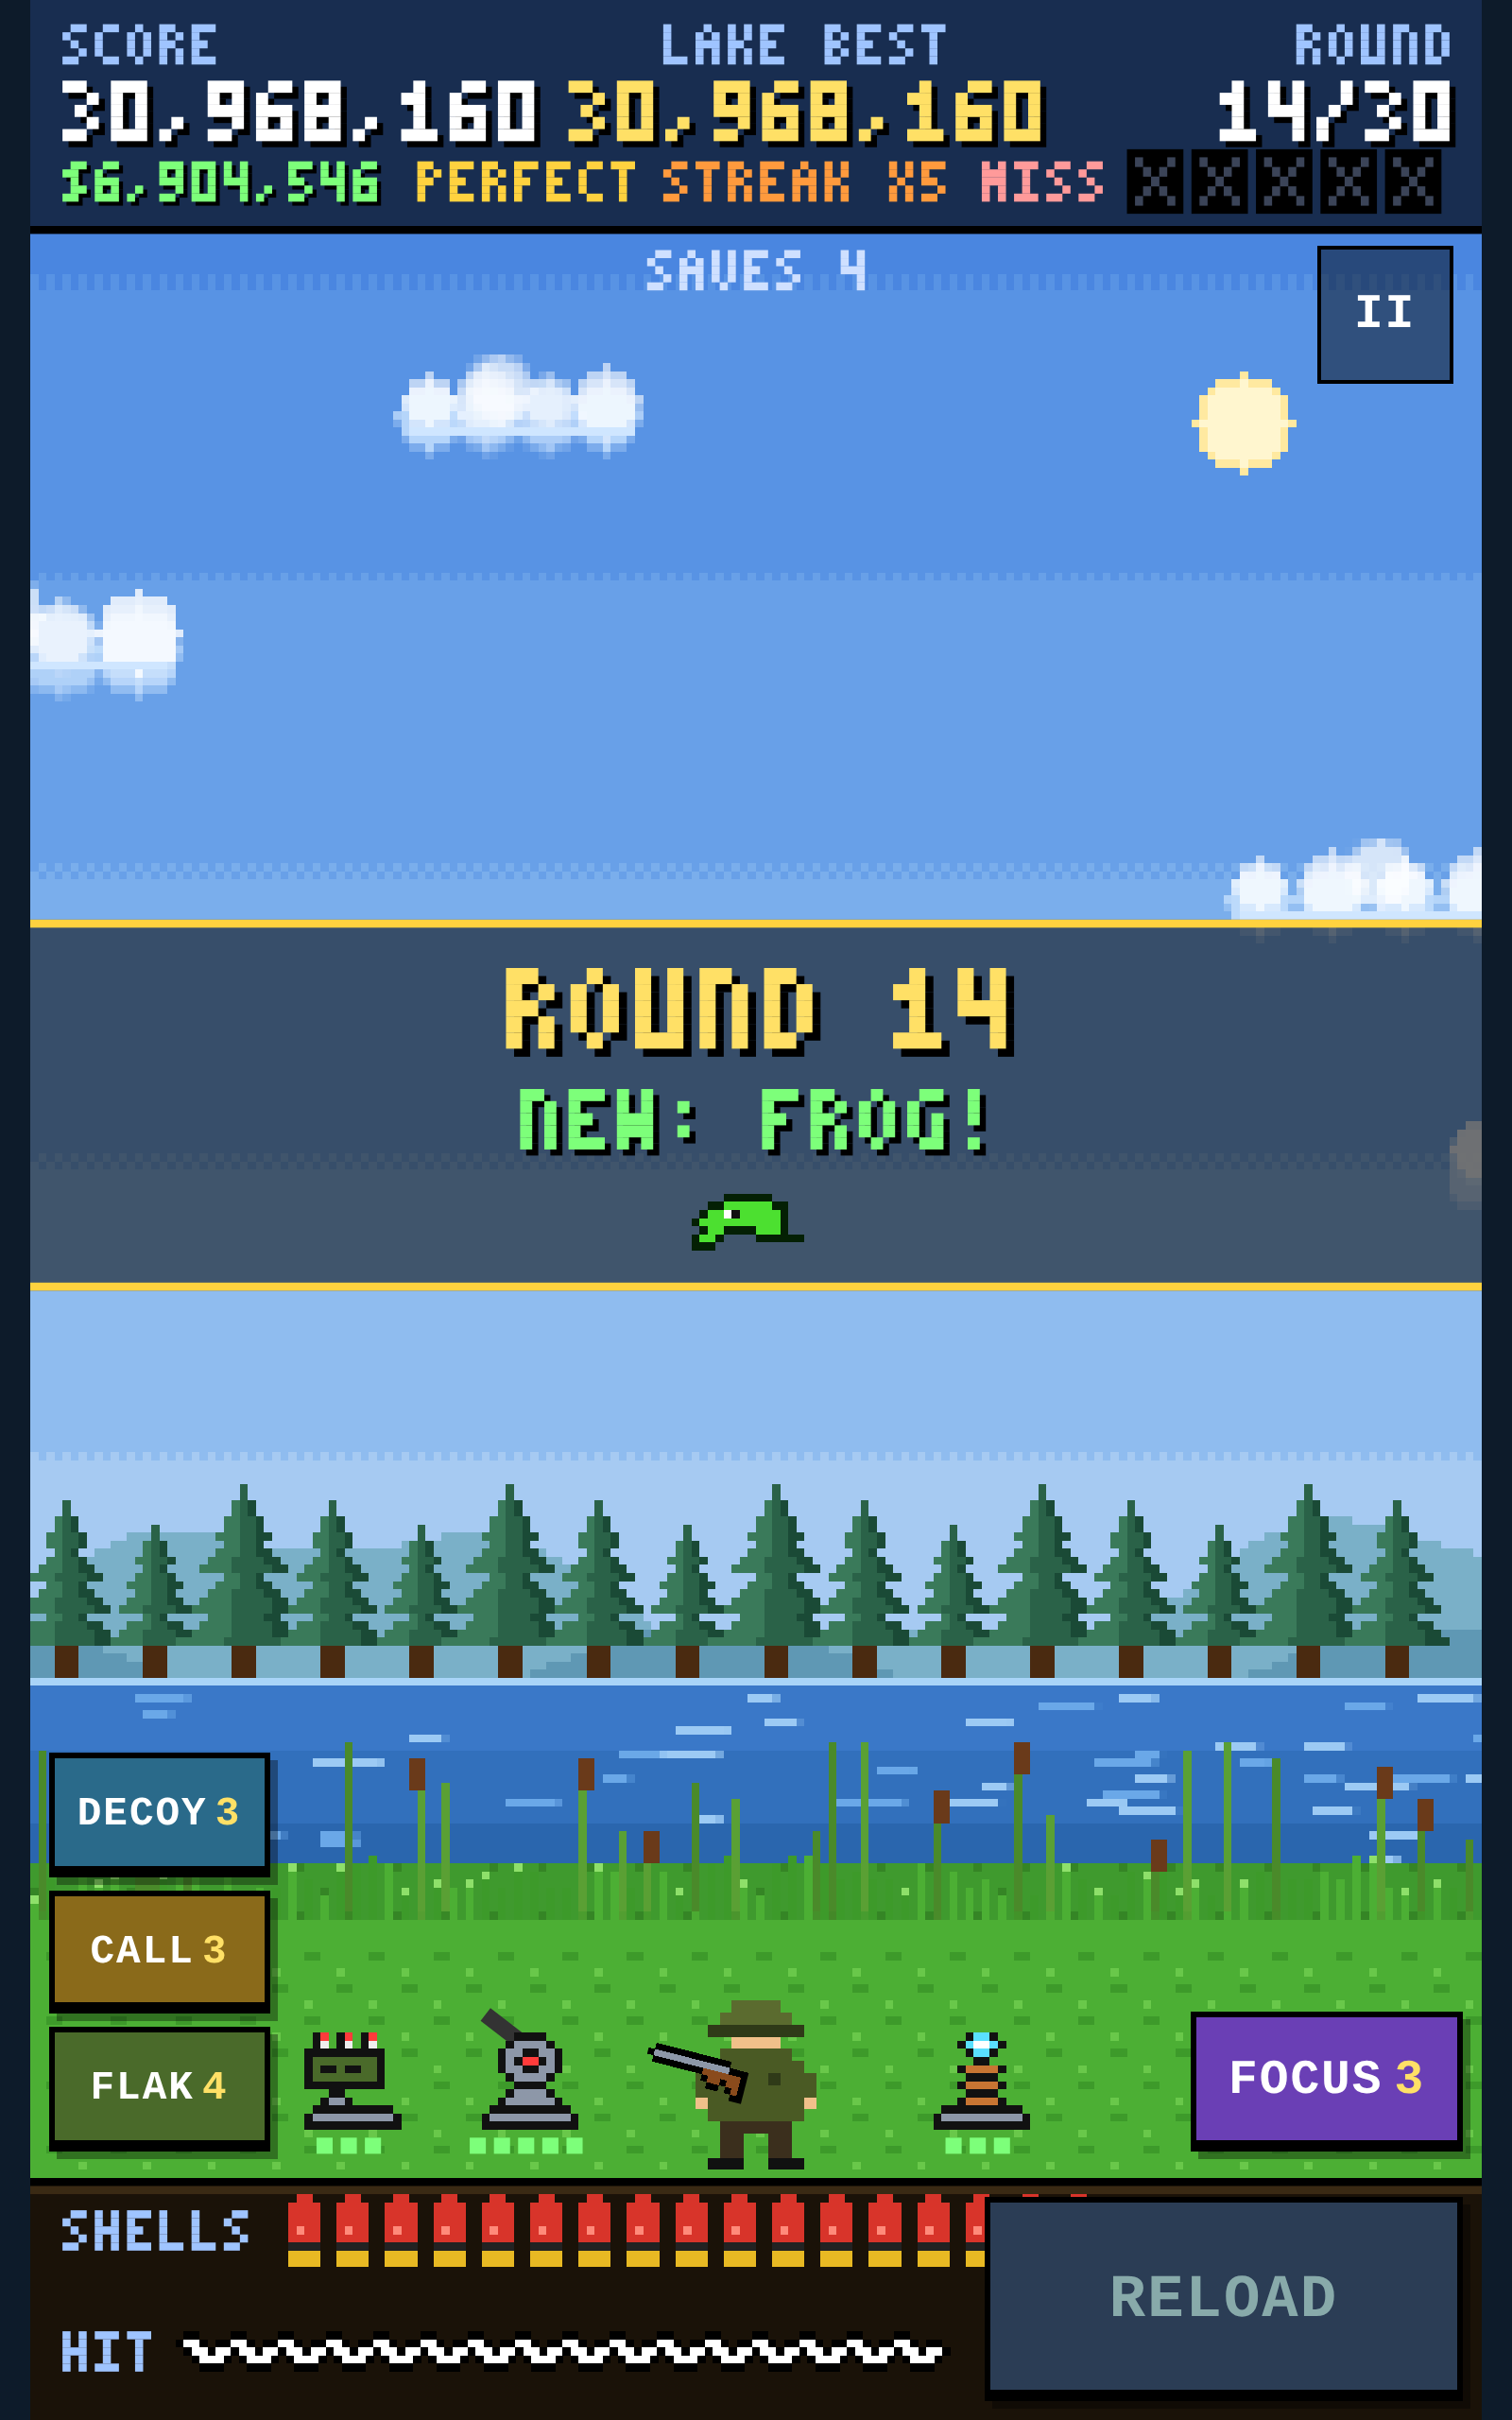 SCORE LAKE BEST ROUND
30,968,160 30,968,160 14/30
$6,904,546 PERFECT STREAK X5 MISS X X X X X
SAVES 4
II
ROUND 14
NEW: FROG!
DECOY 3
CALL 3
FLAK 4
FOCUS 3
SHELLS
RELOAD
HIT